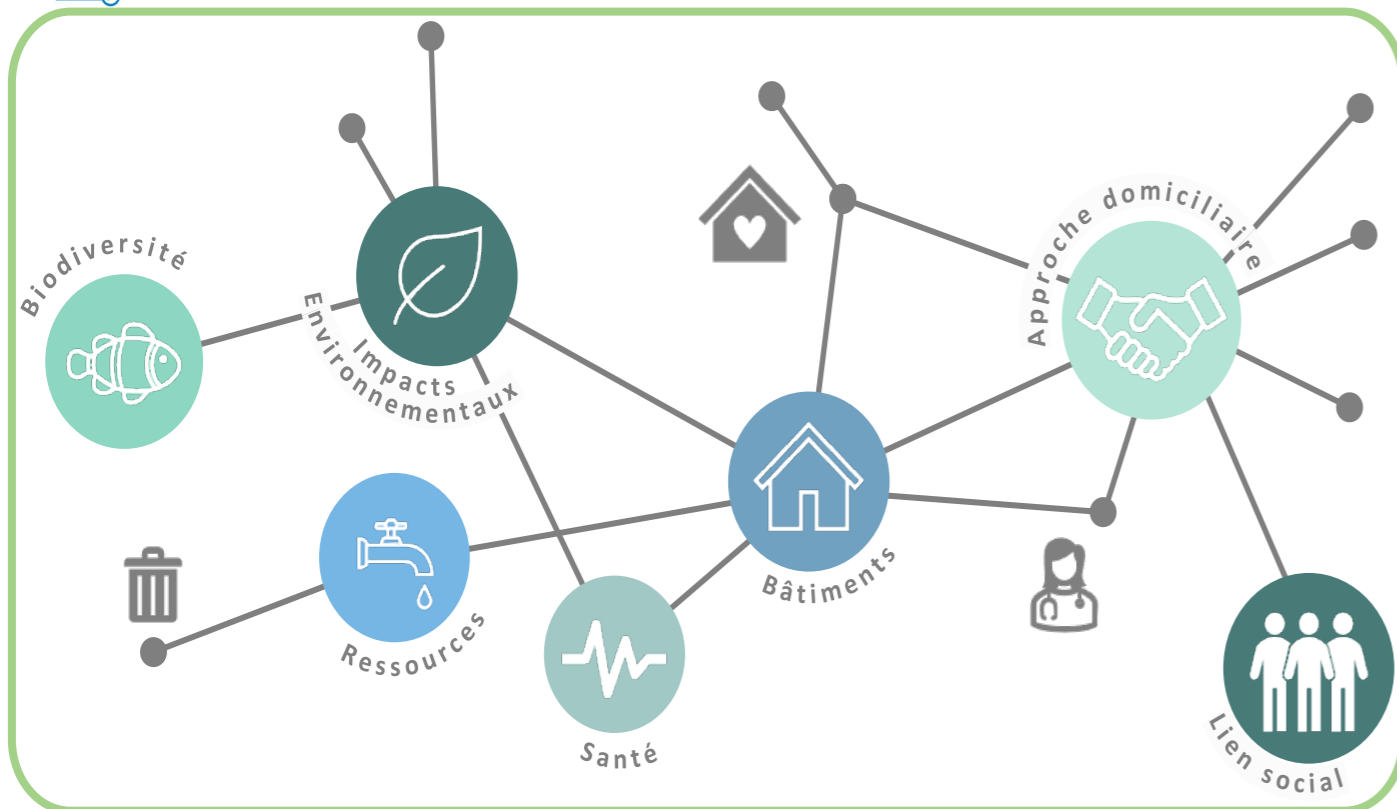 Biodiversité
Impacts
Environnementaux
Approche domiciliaire
Ressources
Bâtiments
Santé
Lien social